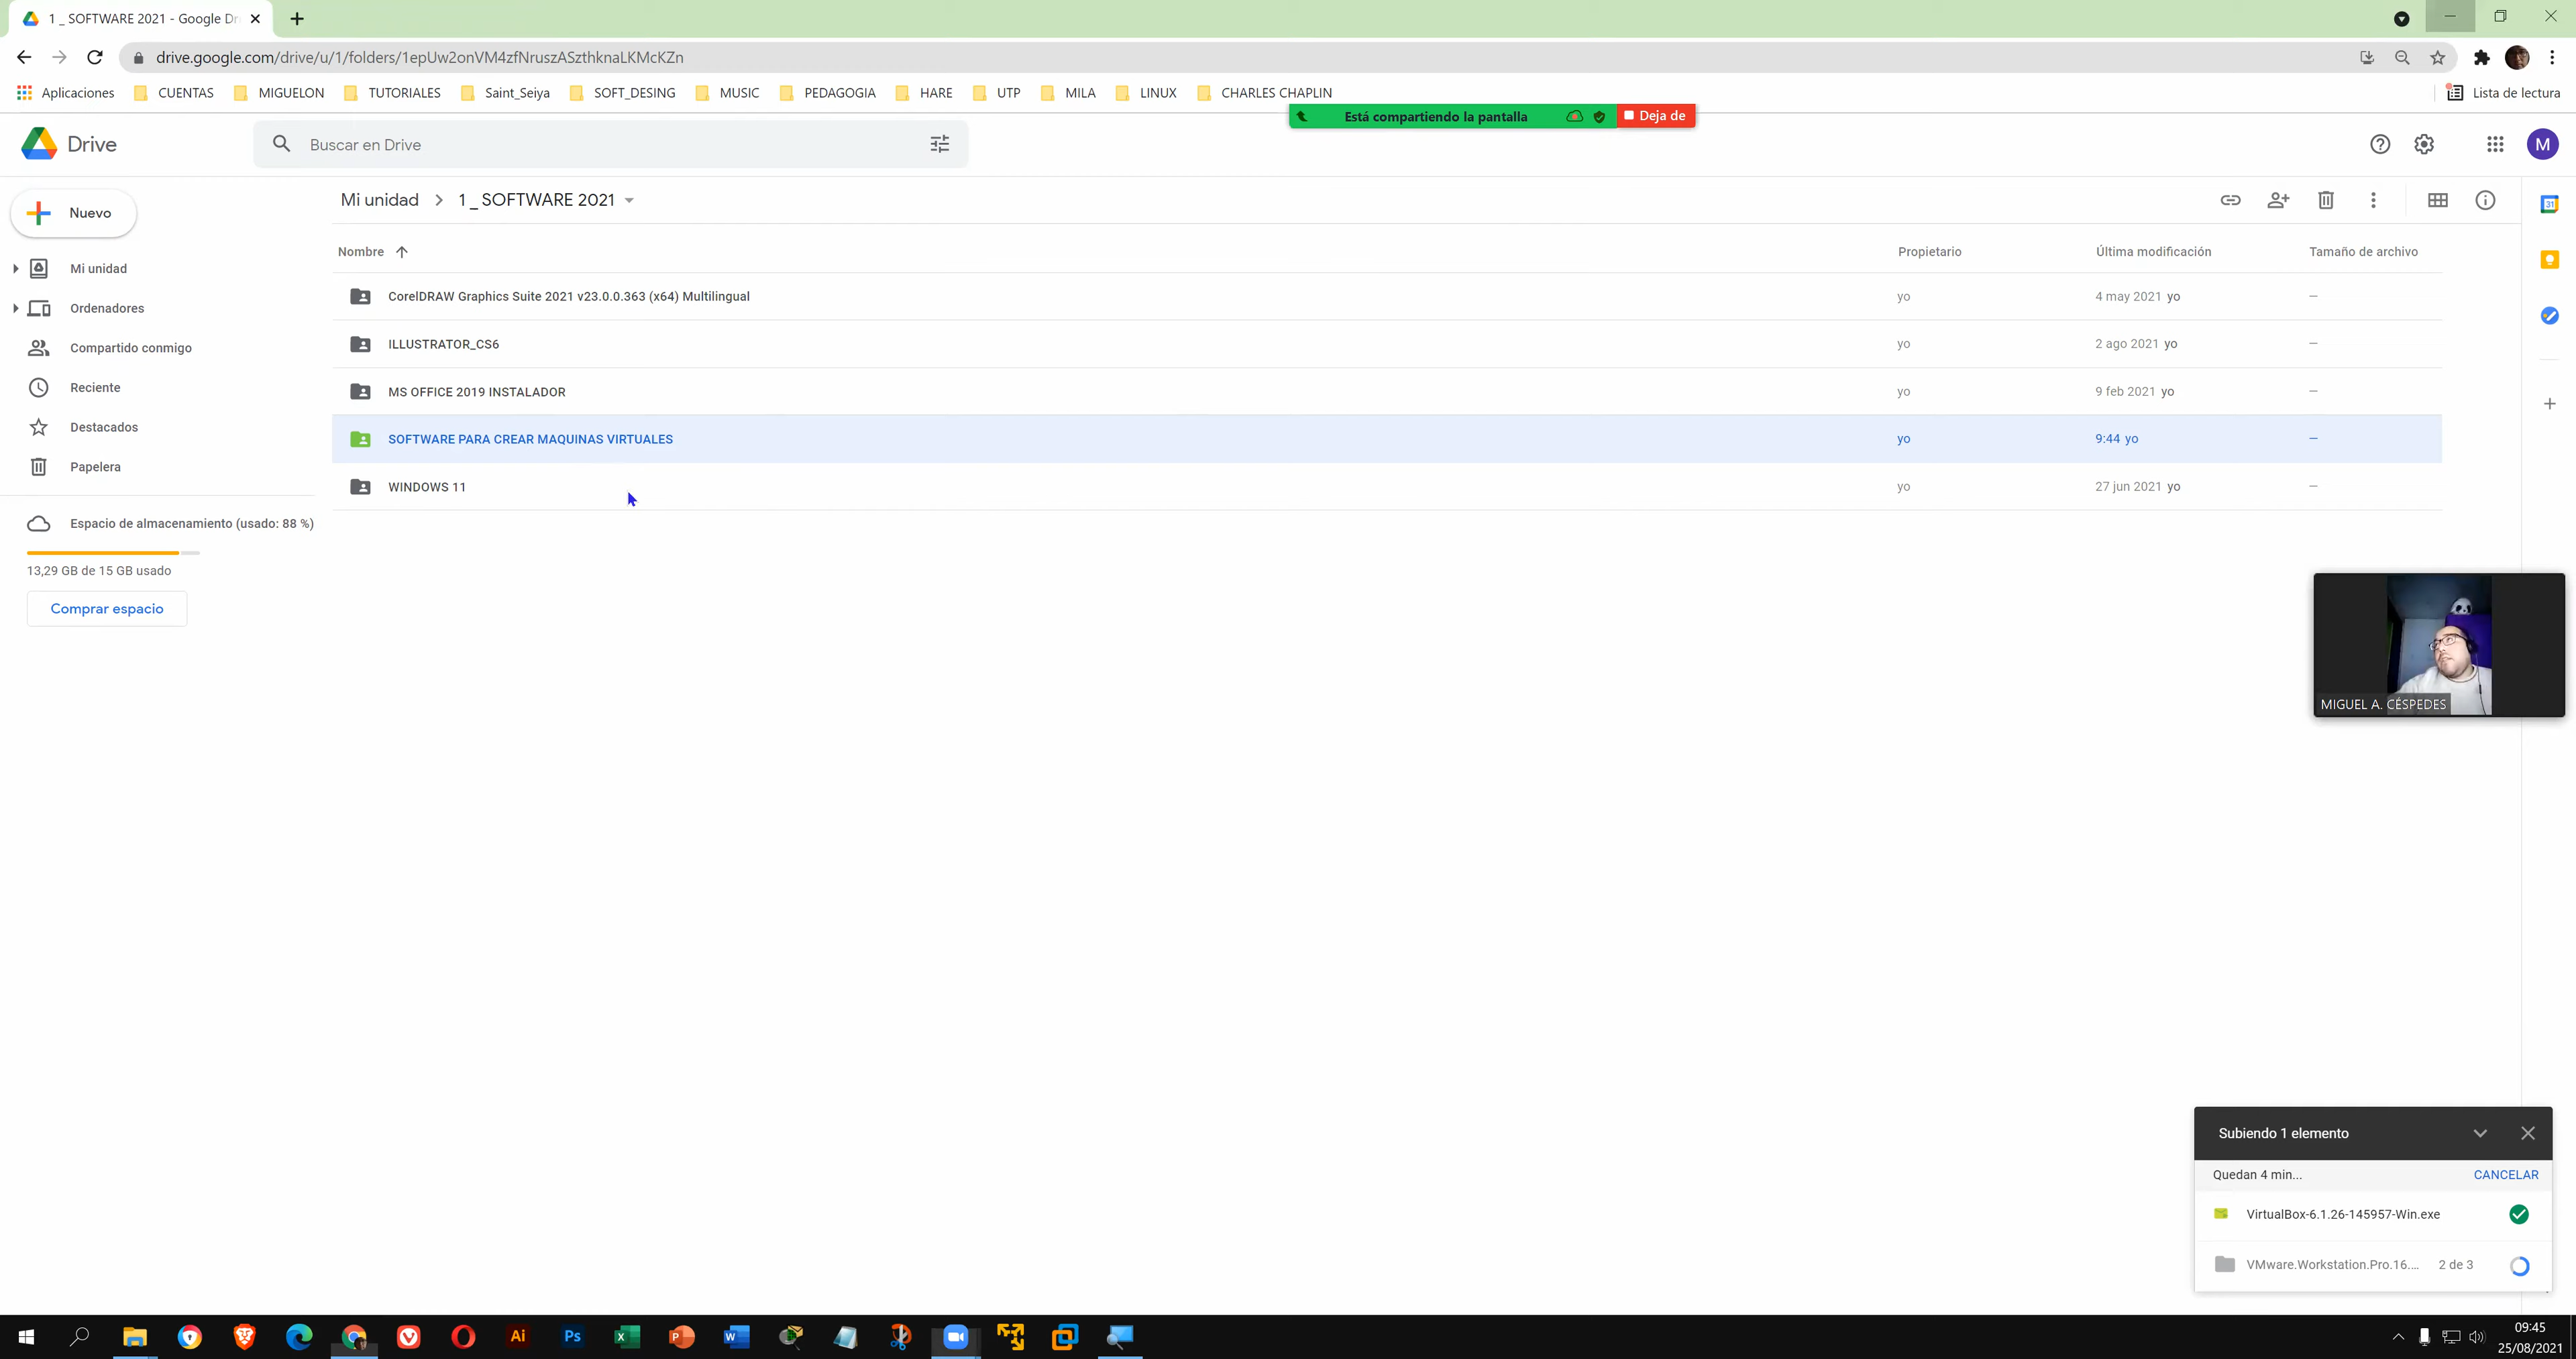 1 _ SOFTWARE 2021 - Google Dr
drive.google.com/drive/u/1/folders/1epUw2onVM4zfNruszASzthknaLKMcKZn
Aplicaciones CUENTAS MIGUELON TUTORIALES Saint_Seiya SOFT_DESING MUSIC PEDAGOGIA HARE UTP MILA LINUX CHARLES CHAPLIN Lista de lectura
Está compartiendo la pantalla Deja de
Drive Buscar en Drive M
Nuevo Mi unidad 1 _ SOFTWARE 2021
31
Nombre Propietario Última modificación Tamaño de archivo
Mi unidad
Ordenadores
Compartido conmigo
Reciente
Destacados
Papelera
Espacio de almacenamiento (usado: 88 %)
13,29 GB de 15 GB usado
Comprar espacio
CorelDRAW Graphics Suite 2021 v23.0.0.363 (x64) Multilingual yo 4 may 2021 yo –
ILLUSTRATOR_CS6 yo 2 ago 2021 yo –
MS OFFICE 2019 INSTALADOR yo 9 feb 2021 yo –
SOFTWARE PARA CREAR MAQUINAS VIRTUALES yo 9:44 yo –
WINDOWS 11 yo 27 jun 2021 yo –
MIGUEL A. CÉSPEDES
Subiendo 1 elemento
Quedan 4 min... CANCELAR
VirtualBox-6.1.26-145957-Win.exe
VMware.Workstation.Pro.16.... 2 de 3
Ai Ps X P W
09:45
25/08/2021